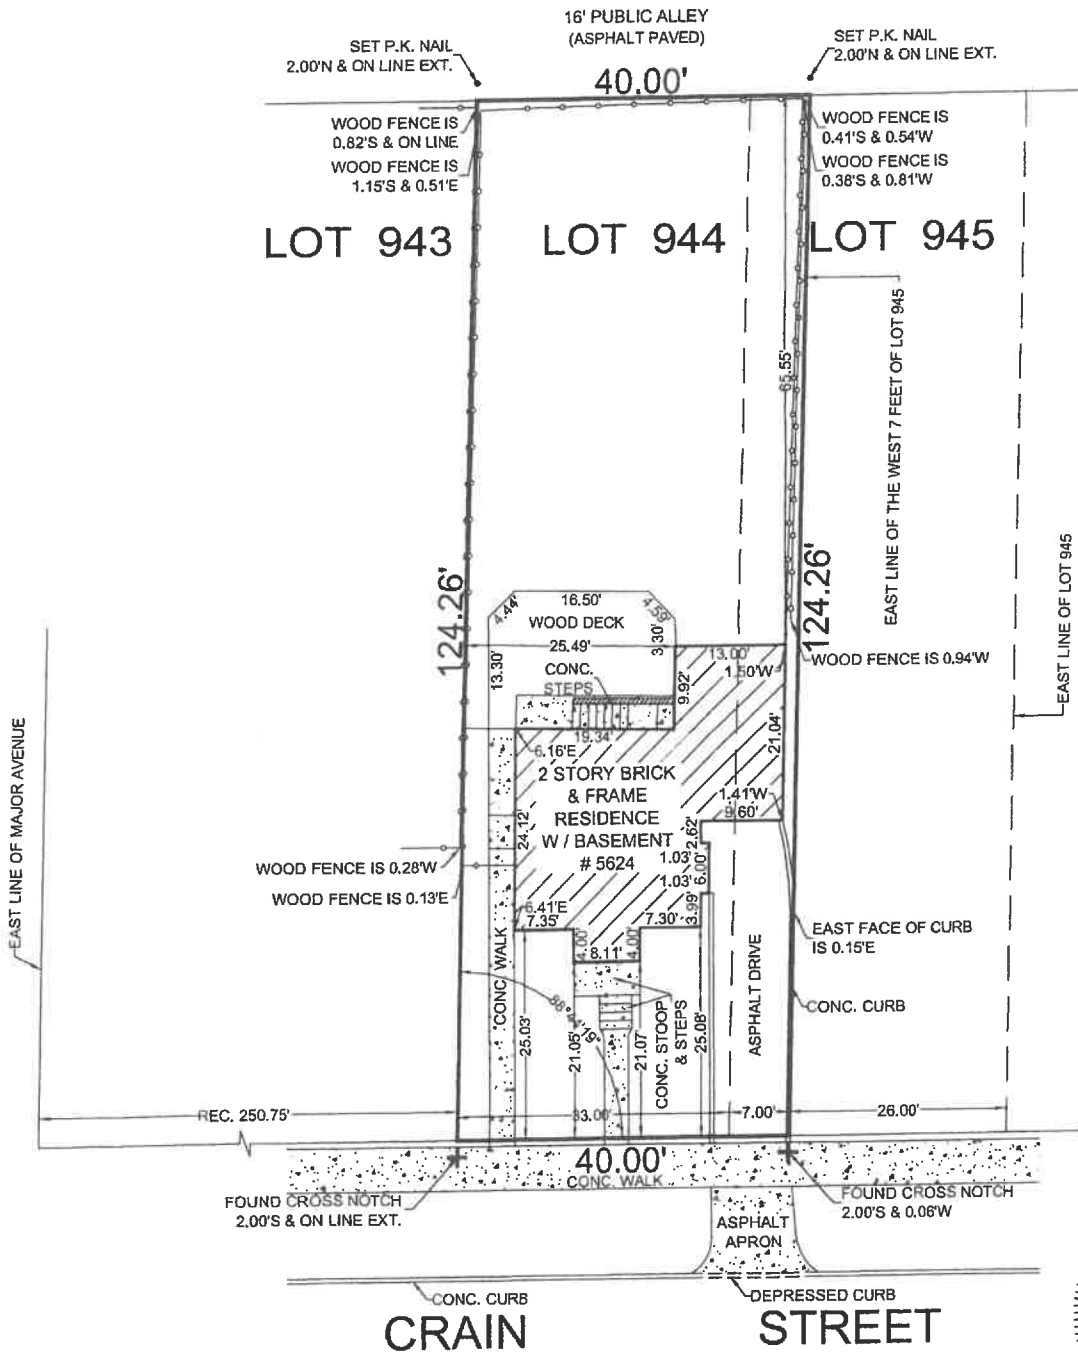 16' PUBLIC ALLEY
(ASPHALT PAVED)
SET P.K. NAIL
2.00'N & ON LINE EXT.
SET P.K. NAIL
2.00'N & ON LINE EXT.
40.00'
WOOD FENCE IS
0.82'S & ON LINE
WOOD FENCE IS
1.15'S & 0.51'E
WOOD FENCE IS
0.41'S & 0.54'W
WOOD FENCE IS
0.38'S & 0.81'W
LOT 943
LOT 944
LOT 945
EAST LINE OF THE WEST 7 FEET OF LOT 945
65.55'
124.26'
124.26'
EAST LINE OF LOT 945
4.44'
16.50'
4.59'
WOOD DECK
3.30'
25.49'
13.30'
CONC.
STEPS
9.92'
13.00'
1.50'W
WOOD FENCE IS 0.94'W
19.34'
6.16'E
21.04'
2 STORY BRICK
& FRAME
RESIDENCE
W / BASEMENT
# 5624
24.12'
1.41'W
9.60'
2.62'
1.03'
6.00'
1.03'
3.99'
WOOD FENCE IS 0.28'W
WOOD FENCE IS 0.13'E
EAST LINE OF MAJOR AVENUE
6.41'E
7.35'
7.30'
4.00'
8.11'
4.00'
EAST FACE OF CURB
IS 0.15'E
CONC. WALK
88°41'19"
25.03'
21.05'
21.07'
CONC. STOOP
& STEPS
25.08'
ASPHALT DRIVE
CONC. CURB
REC. 250.75'
33.00'
7.00'
26.00'
40.00'
CONC. WALK
FOUND CROSS NOTCH
2.00'S & ON LINE EXT.
FOUND CROSS NOTCH
2.00'S & 0.06'W
ASPHALT
APRON
CONC. CURB
DEPRESSED CURB
CRAIN STREET